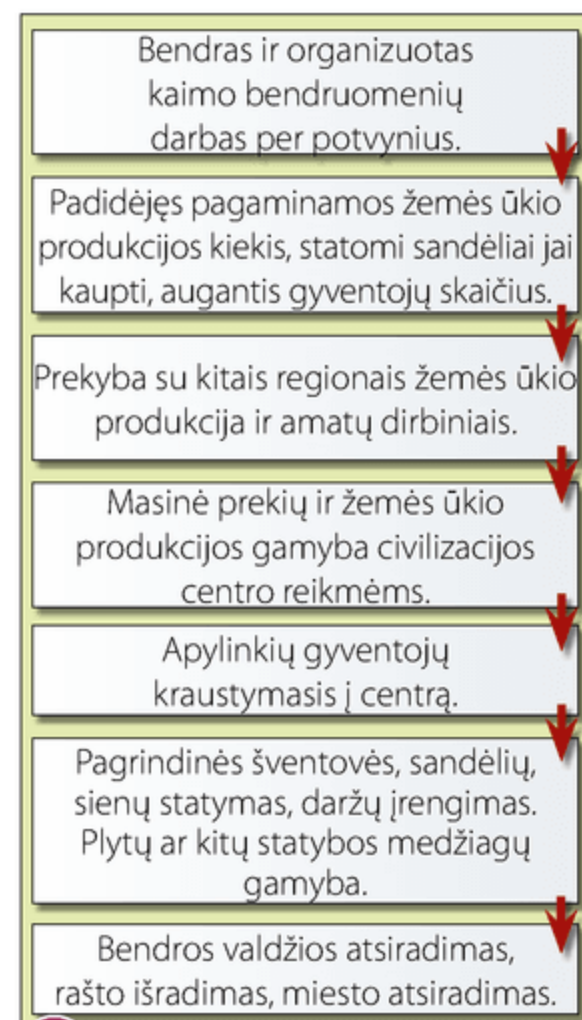 Bendras ir organizuotas
kaimo bendruomenių
darbas per potvynius.
Padidėjęs pagaminamos žemės ūkio
produkcijos kiekis, statomi sandėliai jai
kaupti, augantis gyventojų skaičius.
Prekyba su kitais regionais žemės ūkio
produkcija ir amatų dirbiniais.
Masinė prekių ir žemės ūkio
produkcijos gamyba civilizacijos
centro reikmėms.
Apylinkių gyventojų
kraustymasis į centrą.
Pagrindinės šventovės, sandėlių,
sienų statymas, daržų įrengimas.
Plytų ar kitų statybos medžiagų
gamyba.
Bendros valdžios atsiradimas,
rašto išradimas, miesto atsiradimas.